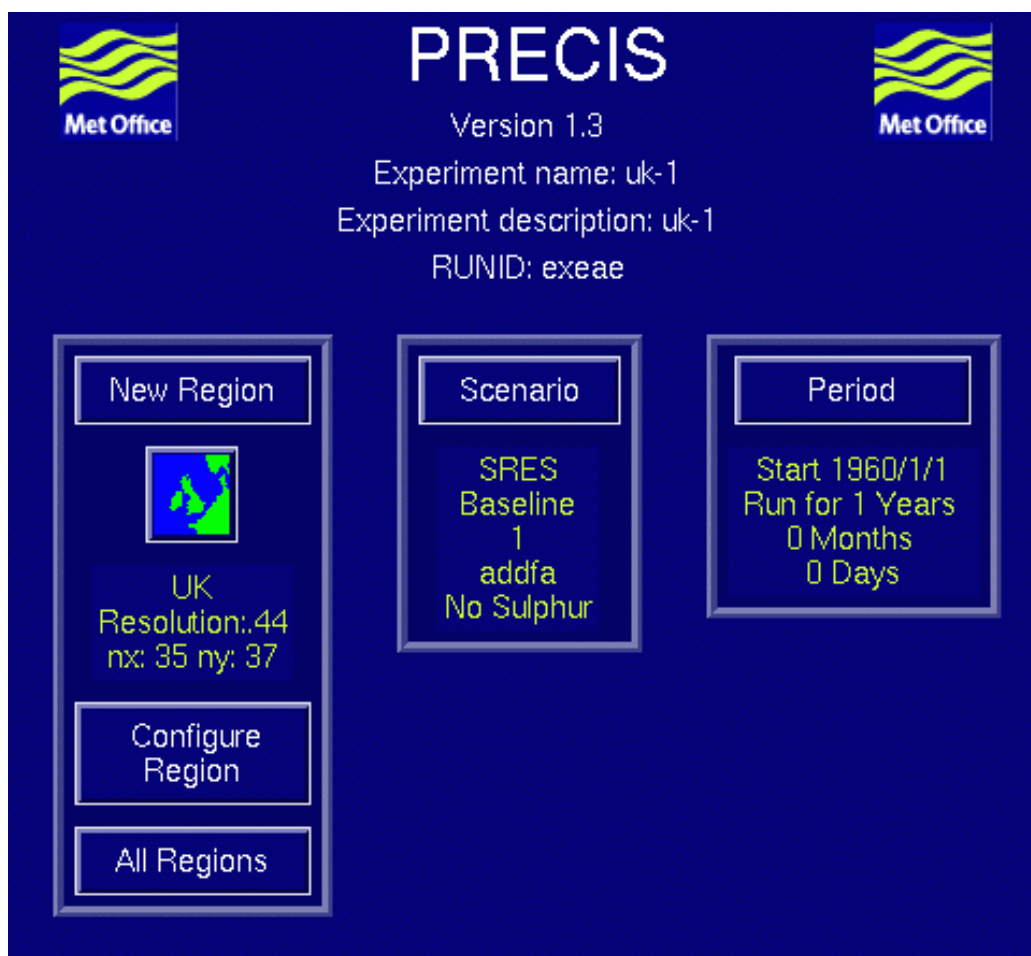 PRECIS
Met Office
Met Office
Version 1.3
Experiment name: uk-1
Experiment description: uk-1
RUNID: exeae
New Region
UK
Resolution:.44
nx: 35 ny: 37
Configure
Region
All Regions
Scenario
SRES
Baseline
1
addfa
No Sulphur
Period
Start 1960/1/1
Run for 1 Years
0 Months
0 Days